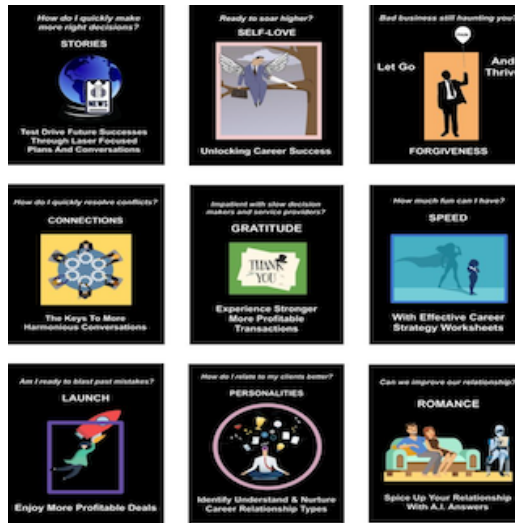 How do I quickly make
more right decisions?
STORIES
NEWS
Test Drive Future Successes
Through Laser Focused
Plans And Conversations
Ready to soar higher?
SELF-LOVE
Unlocking Career Success
Bad business still haunting you?
Let Go
And
Thrive
FORGIVENESS
How do I quickly resolve conflicts?
CONNECTIONS
The Keys To More
Harmonious Conversations
Impatient with slow decision
makers and service providers?
GRATITUDE
THANK
YOU
Experience Stronger
More Profitable
Transactions
How much fun can I have?
SPEED
With Effective Career
Strategy Worksheets
Am I ready to blast past mistakes?
LAUNCH
Enjoy More Profitable Deals
How do I relate to my clients better?
PERSONALITIES
Identify Understand & Nurture
Career Relationship Types
Can we improve our relationship?
ROMANCE
Spice Up Your Relationship
With A.I. Answers